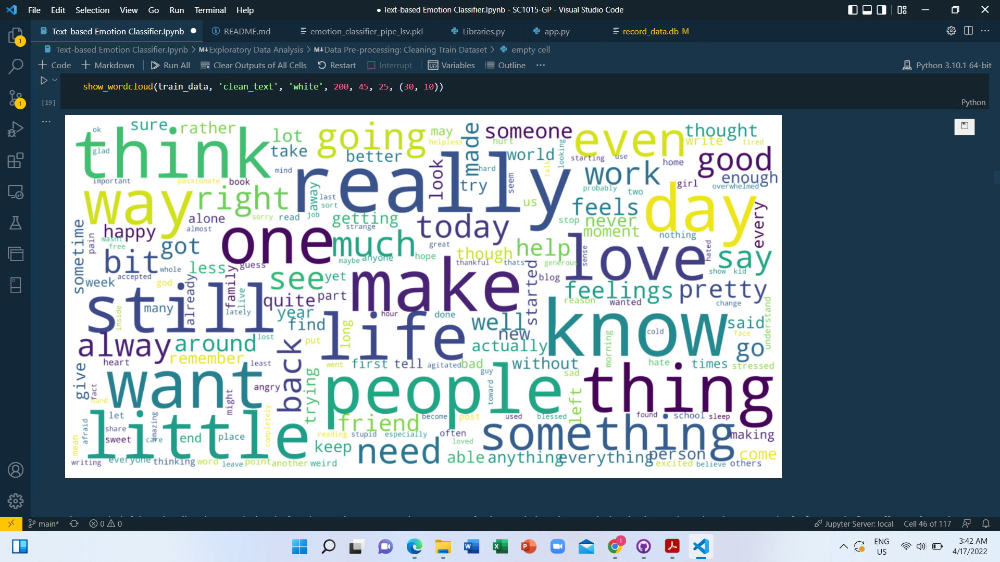 File Edit Selection View Go Run Terminal Help ● Text-based Emotion Classifier.Ipynb - SC1015-GP - Visual Studio Code
Text-based Emotion Classifier.Ipynb ● README.md emotion_classifier_pipe_lsv.pkl Libraries.py app.py record_data.db M
Text-based Emotion Classifier.Ipynb > M↓Exploratory Data Analysis > M↓Data Pre-processing: Cleaning Train Dataset > empty cell
+ Code + Markdown | Run All Clear Outputs of All Cells Restart Interrupt | Variables Outline ... Python 3.10.1 64-bit
show_wordcloud(train_data, 'clean_text', 'white', 200, 45, 25, (30, 10))
[19] Python
...
ok sure rather lot going may made someone even thought
think glad take better helpless hurt world looking write tired
important passionate book mind really look hard try seem talk starting use home good enough
way right away last sort us work probably two girl overwhelmed
alone sorry read job getting feels day every
sometime happy almost strange today stop never moment nothing
pain wasnt free got one much great though help love hated say
bit whole less guess maybe anyone hope thankful thats generous sense show kid
week accepted god already family see yet make started blog feelings pretty
still many live quite part reason wanted change understand
inside lately year find hour done well new know said
alway around lost put long life actually morning cold face go
heart remember least back went first tell agitated bad without hate times stressed
give fact want angry trying people guy toward sad left thing
hand might
let share amazing completely friend become post used blessed found school sleep
little afraid sweet care end place reading stupid especially often loved something making
mean keep need able anything everything person come
writing everyone thinking word leave point another weird excited believe others
main* 0 0 Jupyter Server: local Cell 46 of 117
ENG
US
3:42 AM
4/17/2022